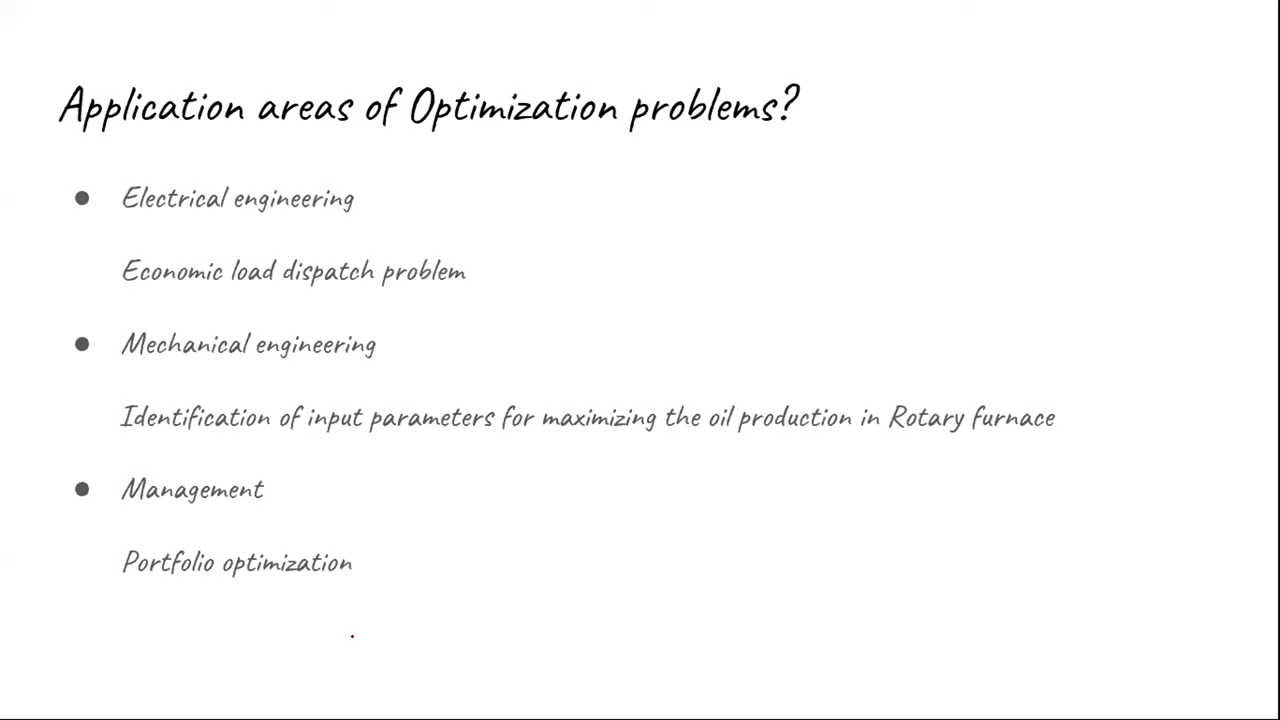 Application areas of Optimization problems?
● Electrical engineering
Economic load dispatch problem
● Mechanical engineering
Identification of input parameters for maximizing the oil production in Rotary furnace
● Management
Portfolio optimization